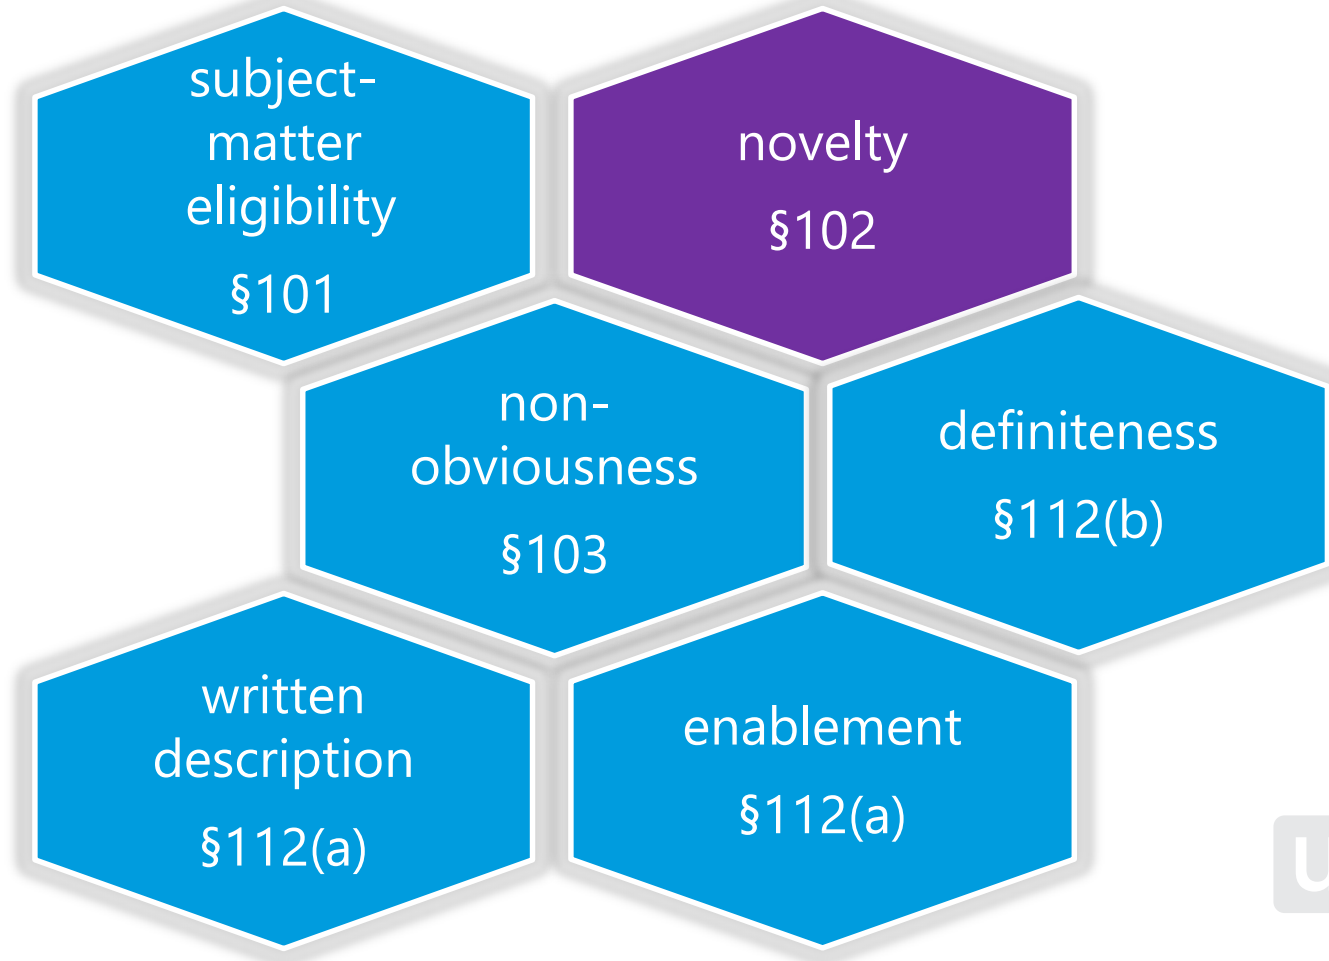 subject-
matter
eligibility
§101
novelty
§102
non-
obviousness
§103
definiteness
§112(b)
written
description
§112(a)
enablement
§112(a)
U